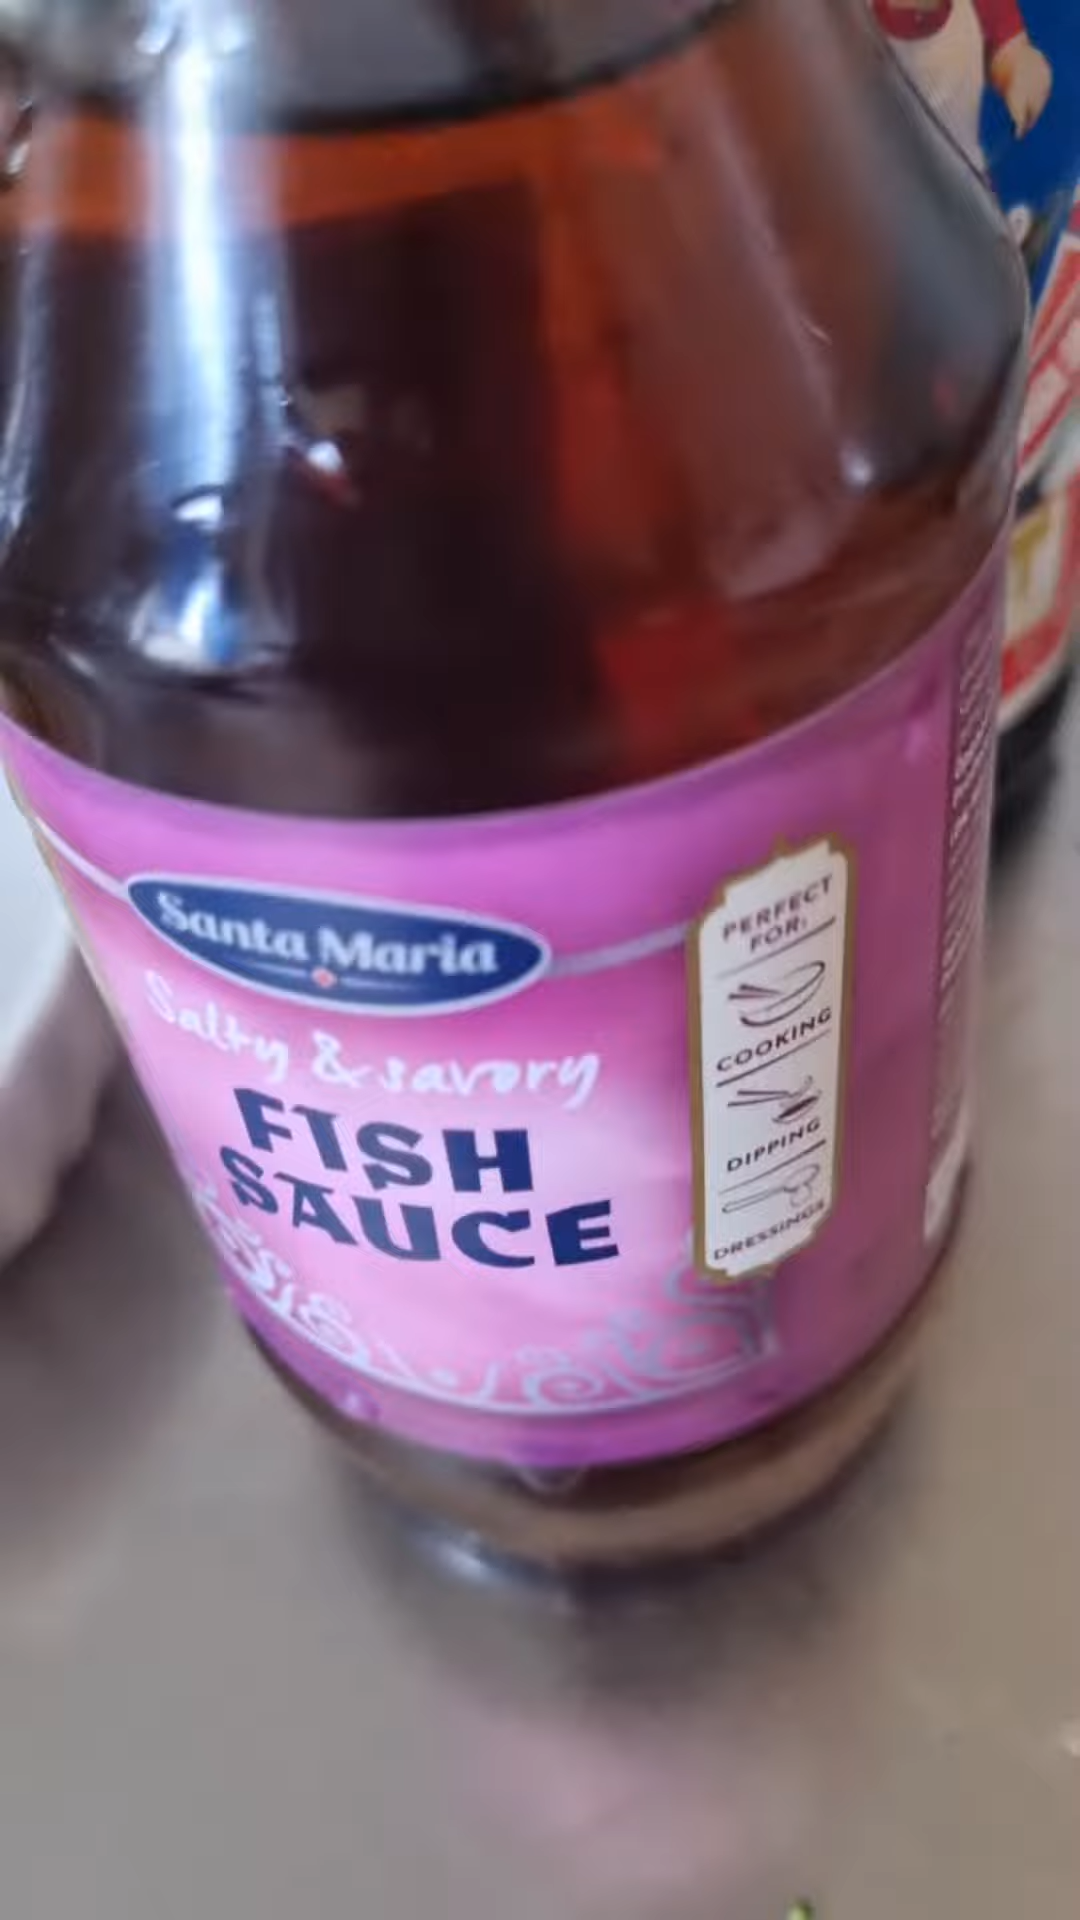 Santa Maria
Salty & savory
FISH
SAUCE
PERFECT
FOR:
COOKING
DIPPING
DRESSINGS